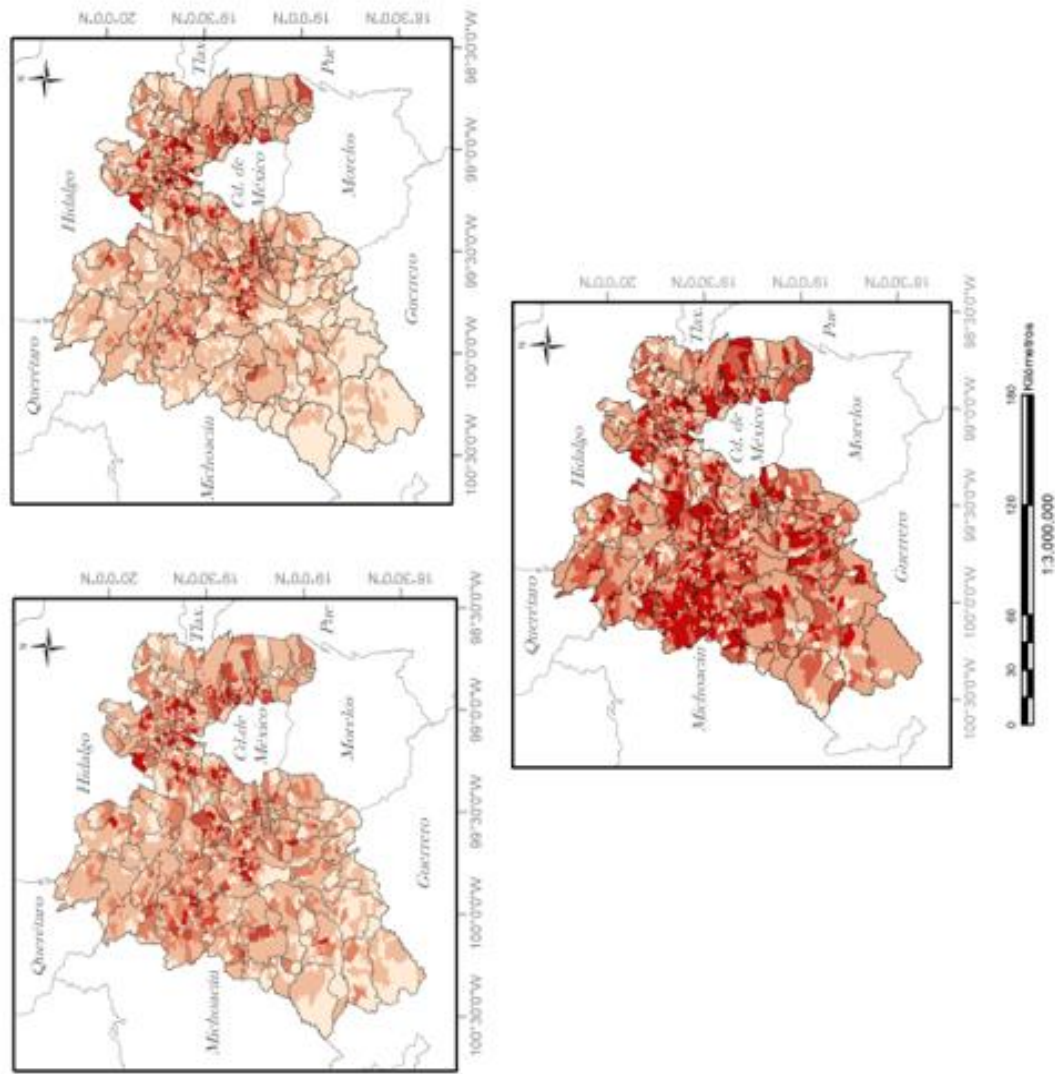 N
Querétaro
Hidalgo
20°0'0"N
Michoacán
Tlax.
19°30'0"N
Cd.de
México
19°0'0"N
Pue
Morelos
18°30'0"N
Guerrero
100°30'0"W 100°0'0"W 99°30'0"W 99°0'0"W 98°30'0"W
N
Querétaro
Hidalgo
20°0'0"N
Michoacán
Tlax.
19°30'0"N
Cd. de
México
19°0'0"N
Pue
Morelos
18°30'0"N
Guerrero
100°30'0"W 100°0'0"W 99°30'0"W 99°0'0"W 98°30'0"W
N
Querétaro
Hidalgo
20°0'0"N
Michoacán
Tlax.
19°30'0"N
Cd. de
México
19°0'0"N
Pue
Morelos
18°30'0"N
Guerrero
100°30'0"W 100°0'0"W 99°30'0"W 99°0'0"W 98°30'0"W
0 30 60 120 180
Kilómetros
1:3.000.000